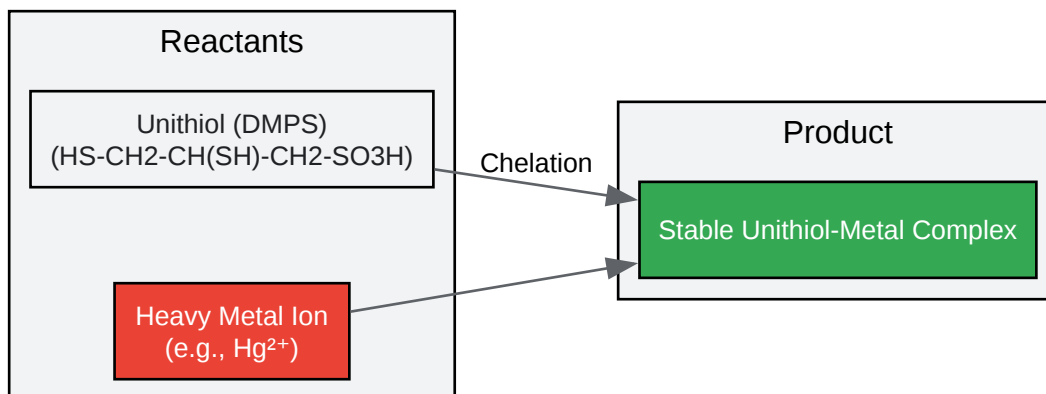 Reactants
Unithiol (DMPS)
(HS-CH2-CH(SH)-CH2-SO3H)
Chelation
Product
Stable Unithiol-Metal Complex
Heavy Metal Ion
(e.g., Hg²⁺)